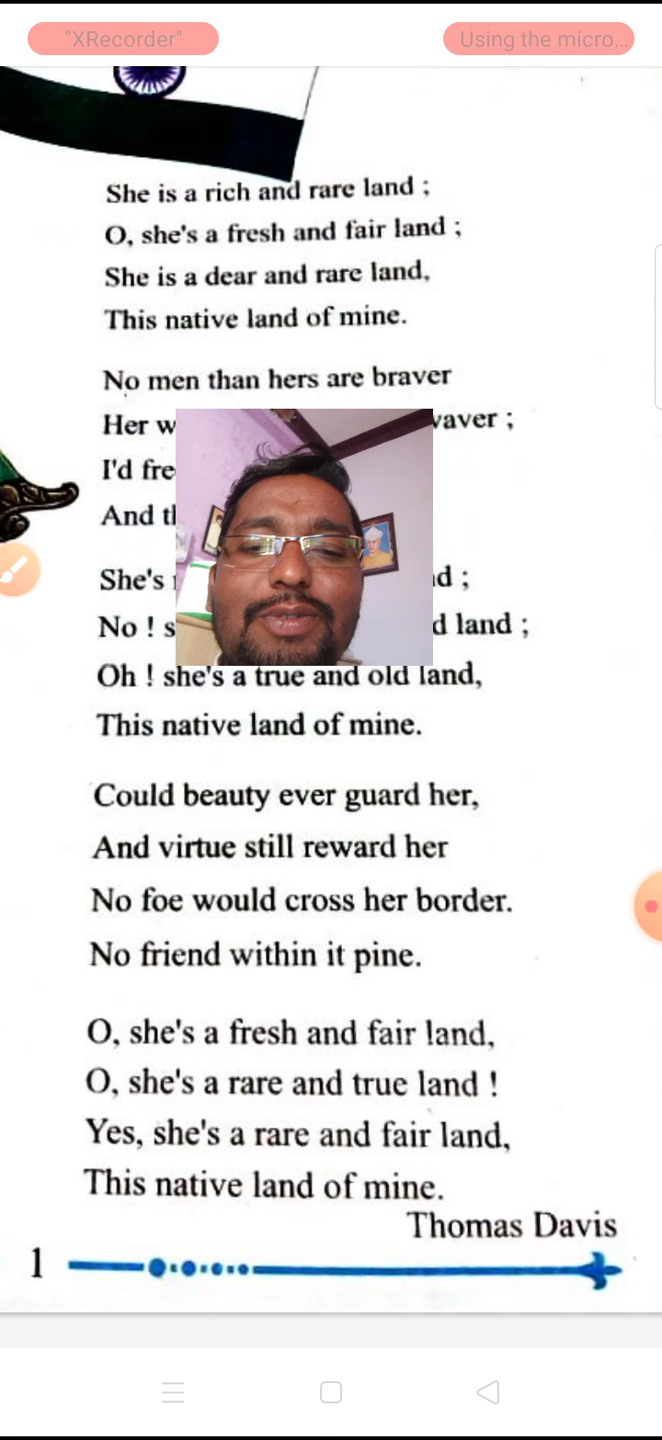 "XRecorder"
Using the micro...
She is a rich and rare land ;
O, she's a fresh and fair land ;
She is a dear and rare land,
This native land of mine.
No men than hers are braver
Her ;
I'd
And
She's ;
No ! land ;
Oh ! she's a true and old land,
This native land of mine.
Could beauty ever guard her,
And virtue still reward her
No foe would cross her border.
No friend within it pine.
O, she's a fresh and fair land,
O, she's a rare and true land !
Yes, she's a rare and fair land,
This native land of mine.
Thomas Davis
1